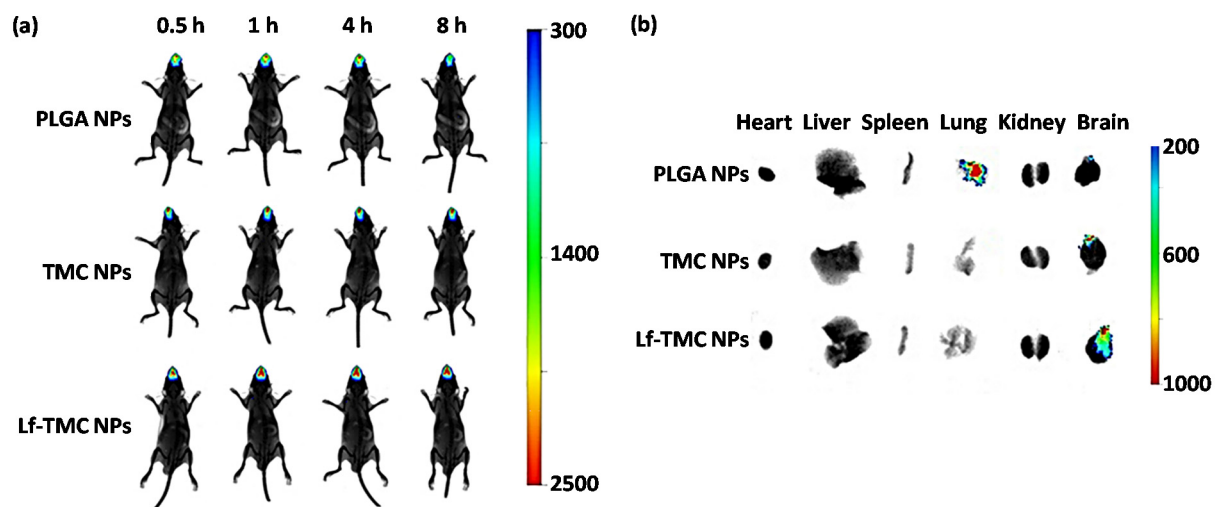 (a)
0.5 h 1 h 4 h 8 h
PLGA NPs
TMC NPs
Lf-TMC NPs
300
1400
2500
(b)
Heart Liver Spleen Lung Kidney Brain
PLGA NPs
TMC NPs
Lf-TMC NPs
200
600
1000